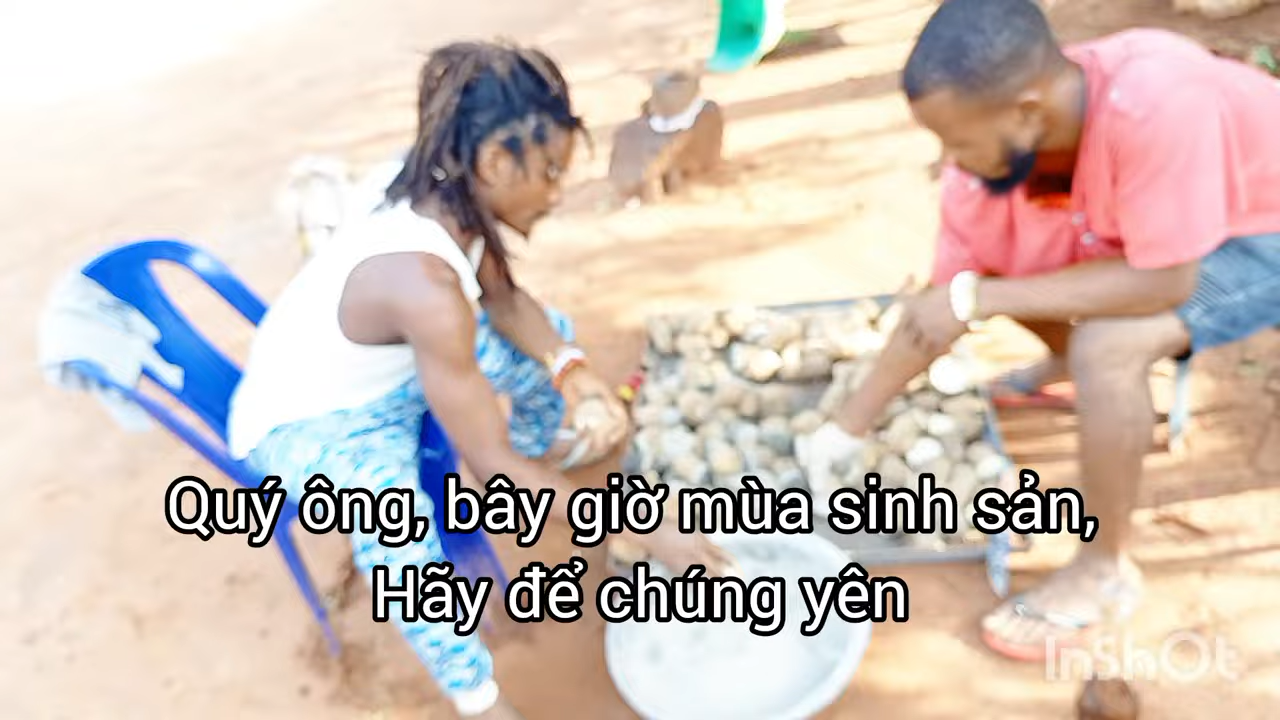 Quý ông, bây giờ mùa sinh sản,
Hãy để chúng yên
InShOt